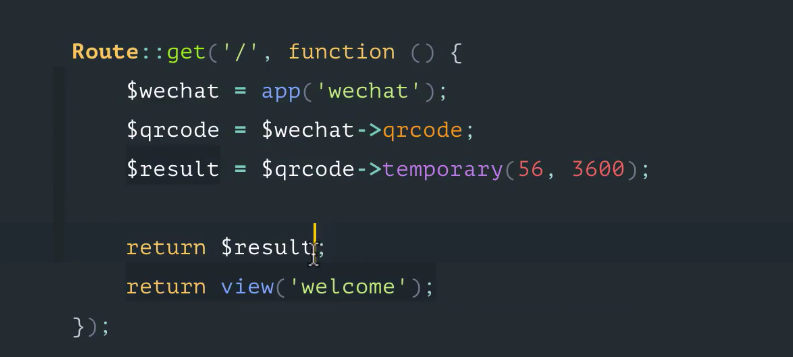 Route::get('/', function () {
    $wechat = app('wechat');
    $qrcode = $wechat->qrcode;
    $result = $qrcode->temporary(56, 3600);

    return $result;
    return view('welcome');
});